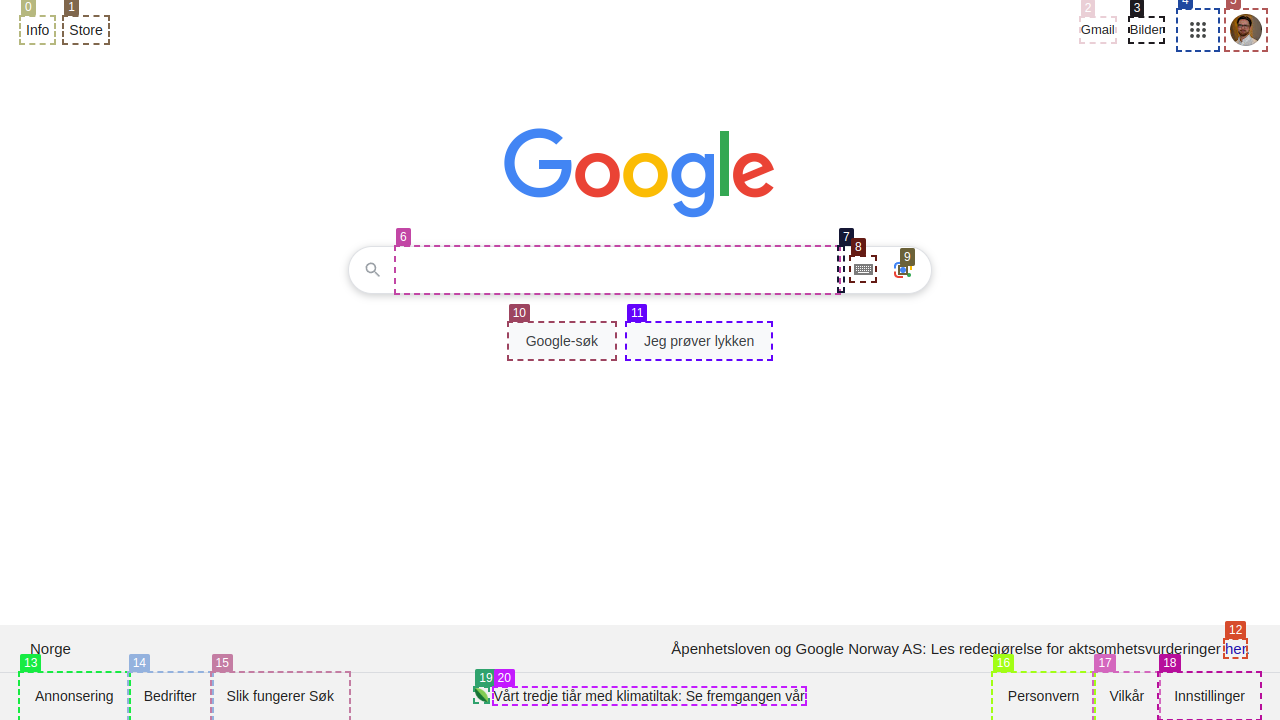 0 1 2 3 4 5
Info Store Gmail Bilder
Google
6 7 8 9
10 11
Google-søk Jeg prøver lykken
12
Norge Åpenhetsloven og Google Norway AS: Les redegjørelse for aktsomhetsvurderinger her.
13 14 15 19 20 16 17 18
Annonsering Bedrifter Slik fungerer Søk Vårt tredje tiår med klimatiltak: Se fremgangen vår Personvern Vilkår Innstillinger